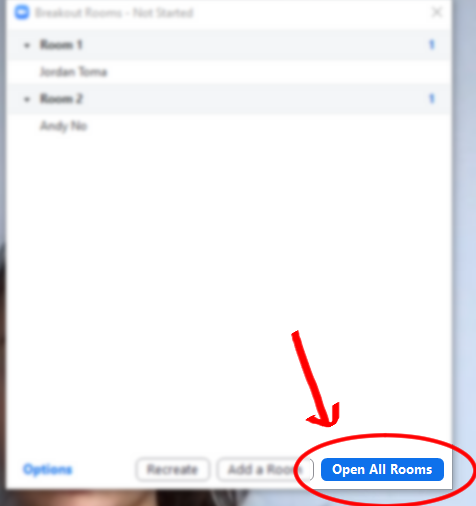 Breakout Rooms - Not Started
Room 1 1
Jordan Toma
Room 2 1
Andy No
Options Recreate Add a Room Open All Rooms